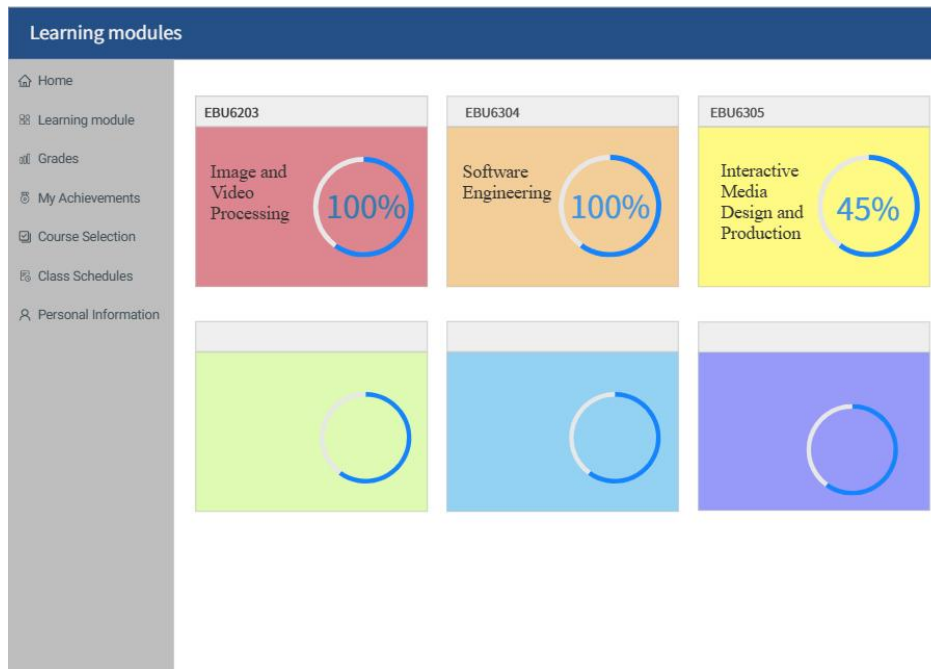 Learning modules
Home
Learning module
Grades
My Achievements
Course Selection
Class Schedules
Personal Information
EBU6203
Image and
Video
Processing
100%
EBU6304
Software
Engineering
100%
EBU6305
Interactive
Media
Design and
Production
45%